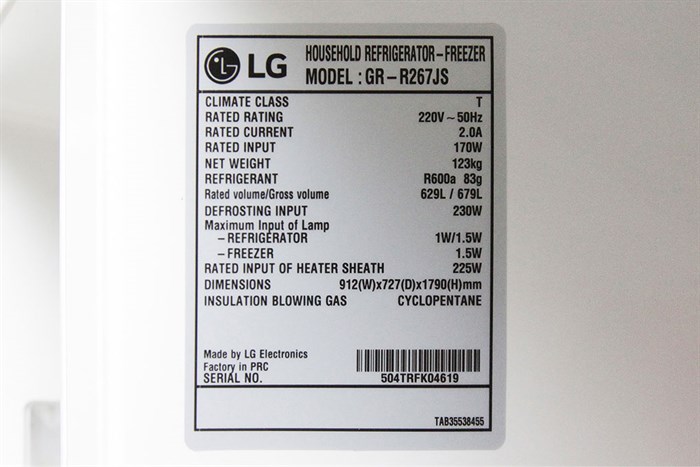 LG
HOUSEHOLD REFRIGERATOR-FREEZER
MODEL : GR-R267JS
CLIMATE CLASS T
RATED RATING 220V~50Hz
RATED CURRENT 2.0A
RATED INPUT 170W
NET WEIGHT 123kg
REFRIGERANT R600a 83g
Rated volume/Gross volume 629L / 679L
DEFROSTING INPUT 230W
Maximum Input of Lamp
-REFRIGERATOR 1W/1.5W
-FREEZER 1.5W
RATED INPUT OF HEATER SHEATH 225W
DIMENSIONS 912(W)x727(D)x1790(H)mm
INSULATION BLOWING GAS CYCLOPENTANE
Made by LG Electronics
Factory in PRC
SERIAL NO. 504TRFK04619
TAB35538455